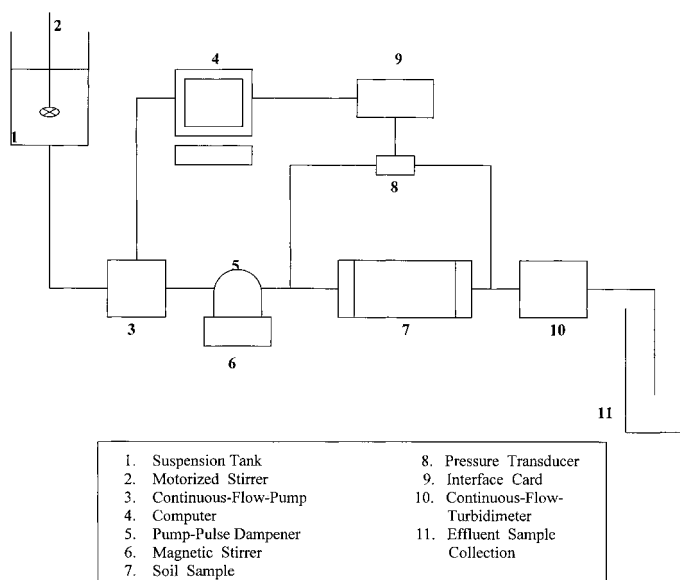 2
4
9
1
8
5
3
6
7
10
11
1. Suspension Tank
2. Motorized Stirrer
3. Continuous-Flow-Pump
4. Computer
5. Pump-Pulse Dampener
6. Magnetic Stirrer
7. Soil Sample
8. Pressure Transducer
9. Interface Card
10. Continuous-Flow-
Turbidimeter
11. Effluent Sample
Collection